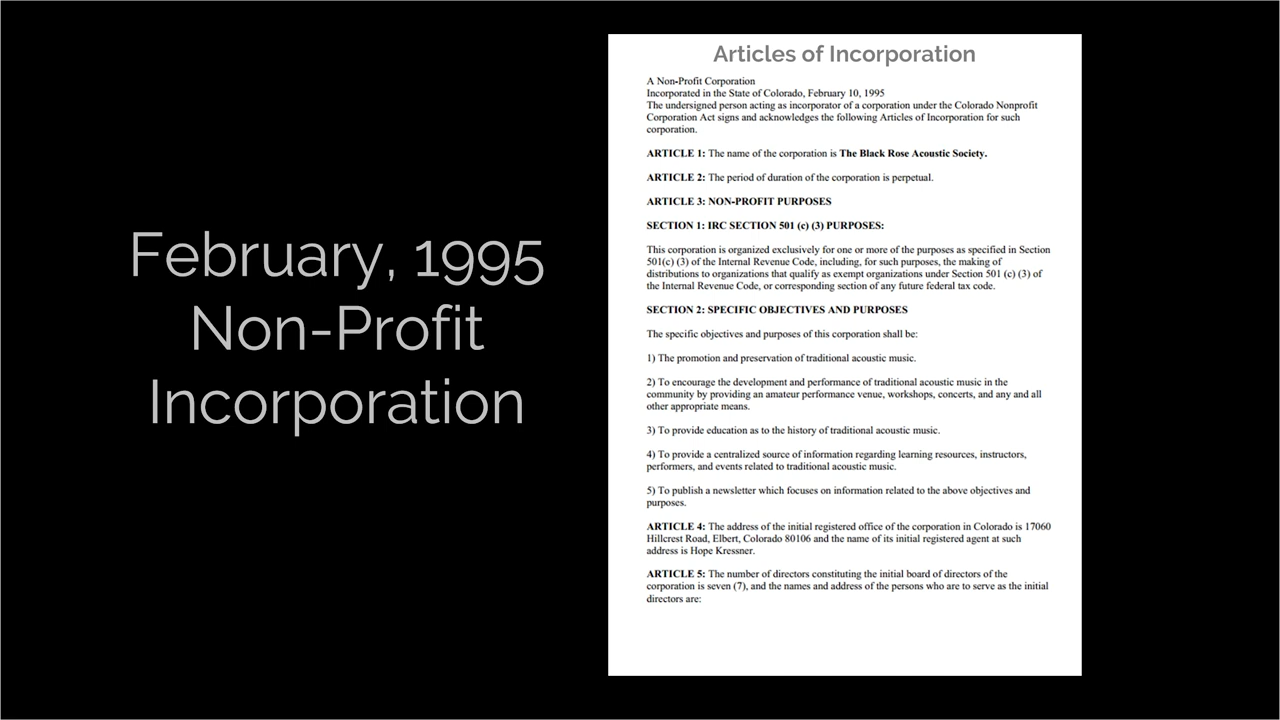 February, 1995
Non-Profit
Incorporation
Articles of Incorporation
A Non-Profit Corporation
Incorporated in the State of Colorado, February 10, 1995
The undersigned person acting as incorporator of a corporation under the Colorado Nonprofit
Corporation Act signs and acknowledges the following Articles of Incorporation for such
corporation.
ARTICLE 1: The name of the corporation is The Black Rose Acoustic Society.
ARTICLE 2: The period of duration of the corporation is perpetual.
ARTICLE 3: NON-PROFIT PURPOSES
SECTION 1: IRC SECTION 501 (c) (3) PURPOSES:
This corporation is organized exclusively for one or more of the purposes as specified in Section
501(c) (3) of the Internal Revenue Code, including, for such purposes, the making of
distributions to organizations that qualify as exempt organizations under Section 501 (c) (3) of
the Internal Revenue Code, or corresponding section of any future federal tax code.
SECTION 2: SPECIFIC OBJECTIVES AND PURPOSES
The specific objectives and purposes of this corporation shall be:
1) The promotion and preservation of traditional acoustic music.
2) To encourage the development and performance of traditional acoustic music in the
community by providing an amateur performance venue, workshops, concerts, and any and all
other appropriate means.
3) To provide education as to the history of traditional acoustic music.
4) To provide a centralized source of information regarding learning resources, instructors,
performers, and events related to traditional acoustic music.
5) To publish a newsletter which focuses on information related to the above objectives and
purposes.
ARTICLE 4: The address of the initial registered office of the corporation in Colorado is 17060
Hillcrest Road, Elbert, Colorado 80106 and the name of its initial registered agent at such
address is Hope Kressner.
ARTICLE 5: The number of directors constituting the initial board of directors of the
corporation is seven (7), and the names and address of the persons who are to serve as the initial
directors are: